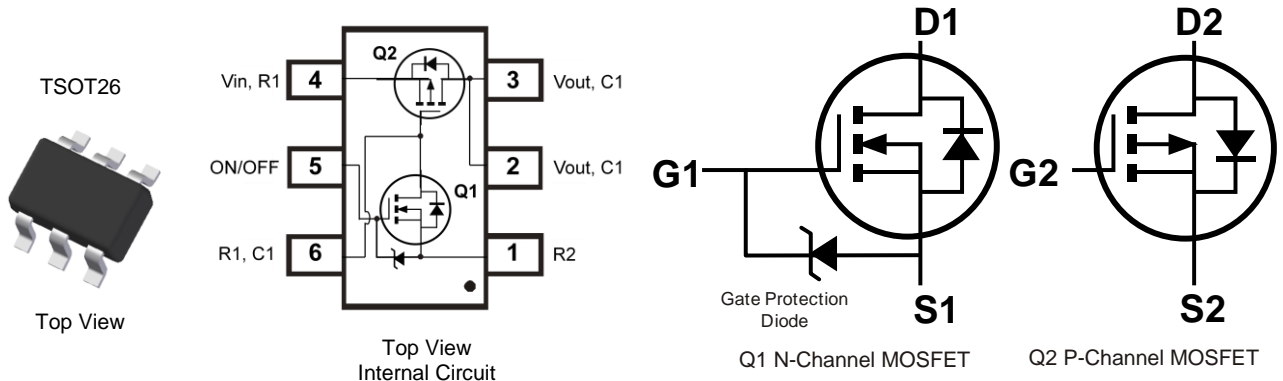 TSOT26
Top View
Q2
Vin, R1 4
3 Vout, C1
ON/OFF 5
2 Vout, C1
Q1
R1, C1 6
1 R2
Top View
Internal Circuit
D1
G1
Gate Protection
Diode
S1
Q1 N-Channel MOSFET
D2
G2
S2
Q2 P-Channel MOSFET